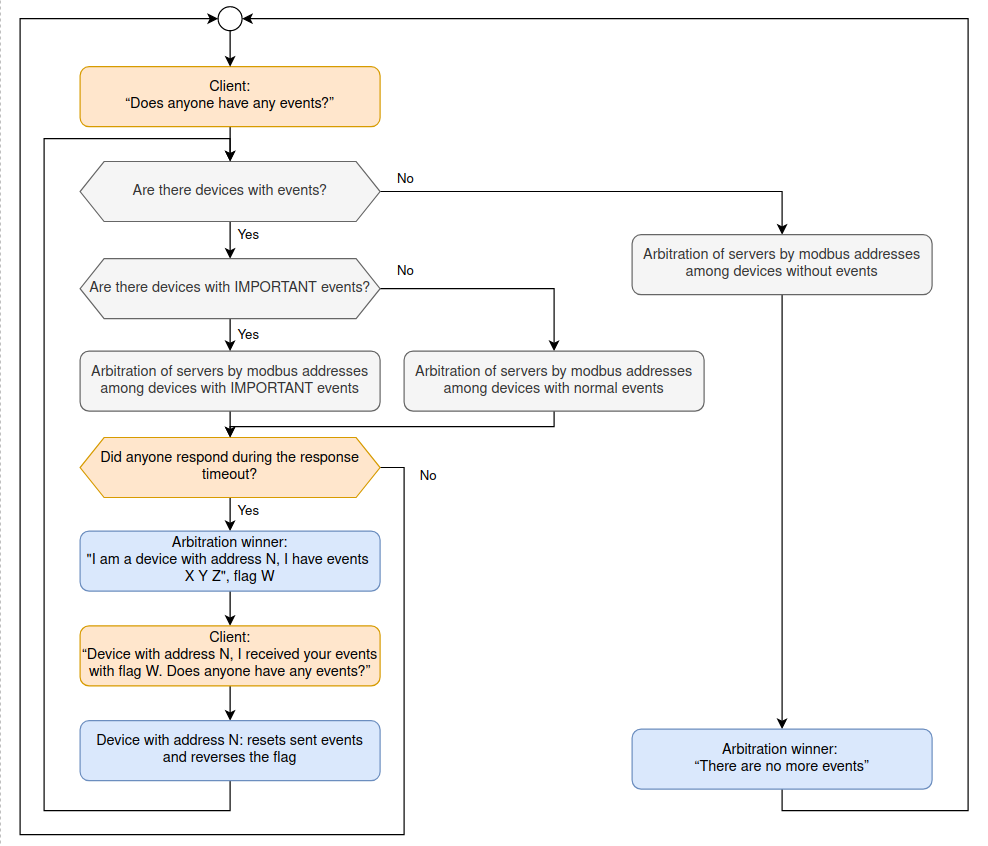 Client:
“Does anyone have any events?”
Are there devices with events?
No
Yes
Arbitration of servers by modbus addresses
among devices without events
Are there devices with IMPORTANT events?
No
Yes
Arbitration of servers by modbus addresses
among devices with IMPORTANT events
Arbitration of servers by modbus addresses
among devices with normal events
Did anyone respond during the response
timeout?
No
Yes
Arbitration winner:
"I am a device with address N, I have events
X Y Z", flag W
Client:
“Device with address N, I received your events
with flag W. Does anyone have any events?”
Device with address N: resets sent events
and reverses the flag
Arbitration winner:
“There are no more events”